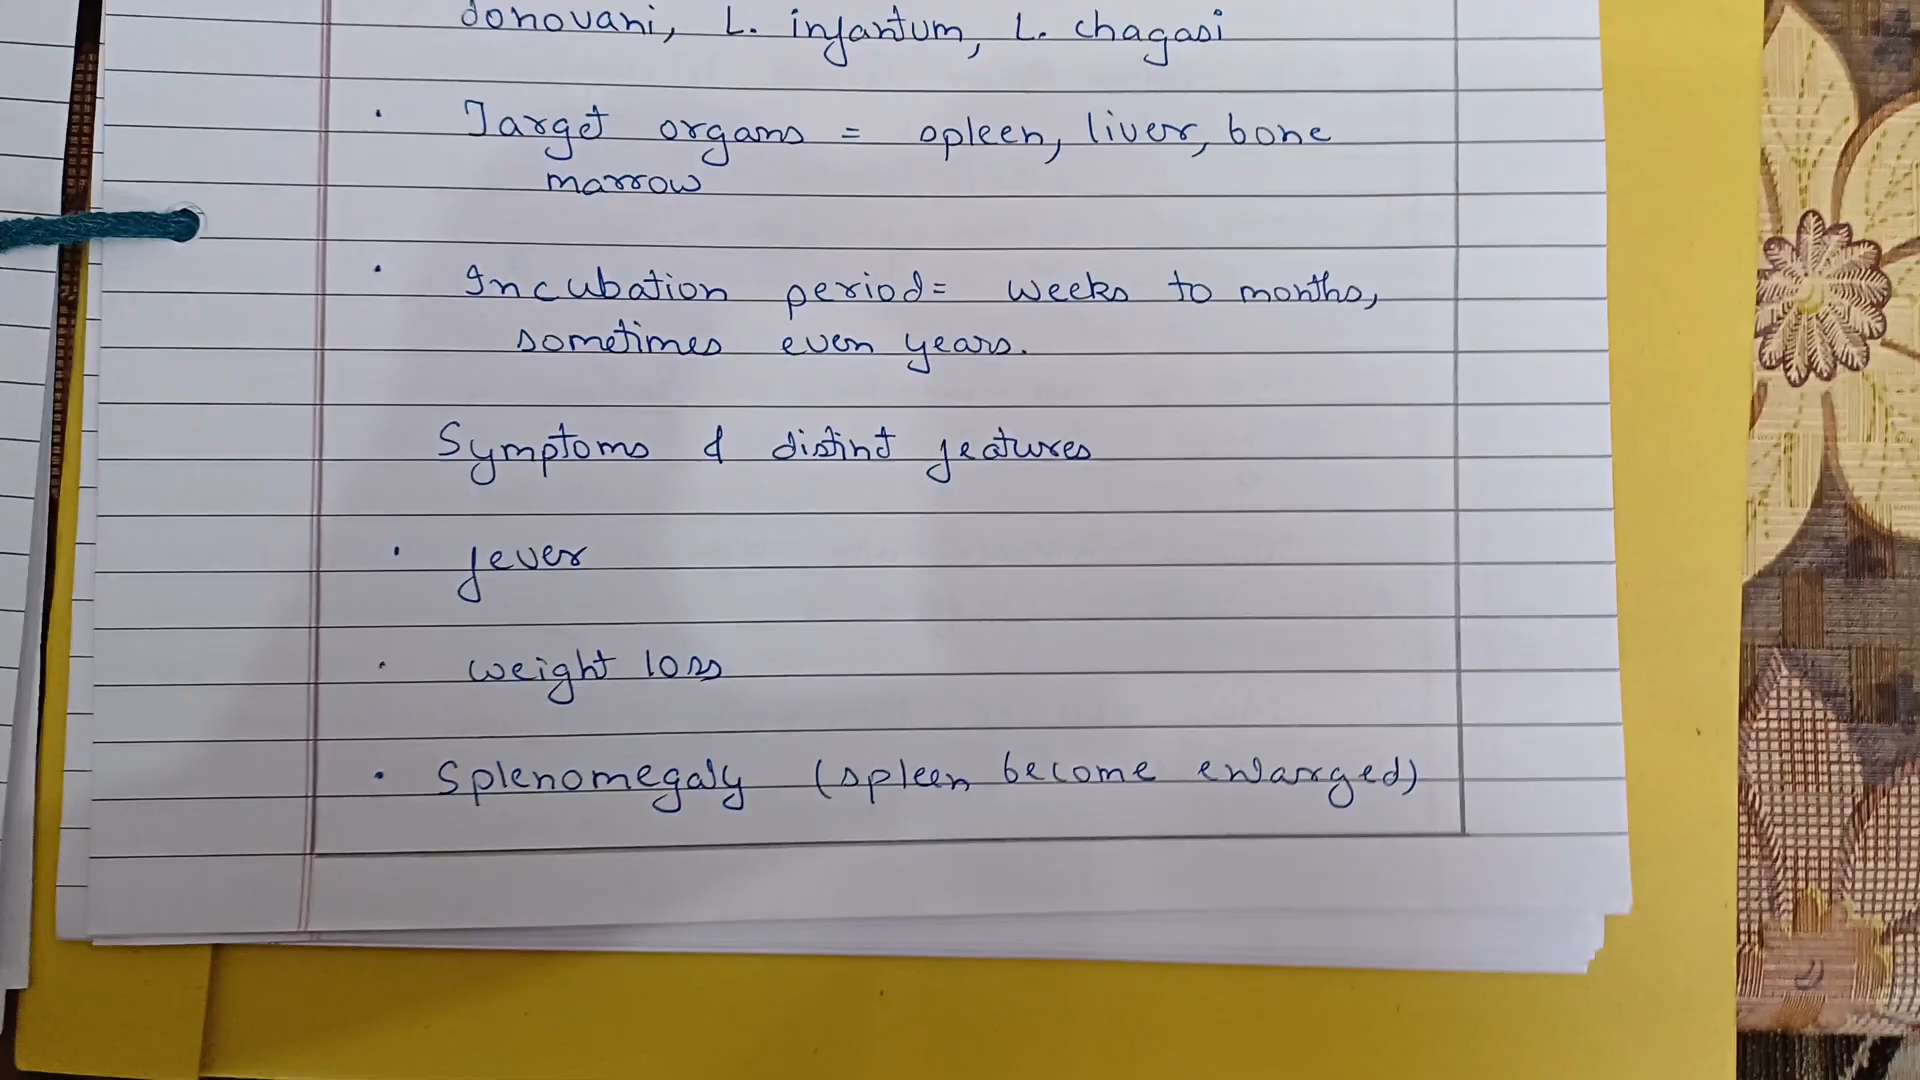 donovani, L. infantum, L. chagasi
· Target organs = spleen, liver, bone
marrow
· Incubation period = weeks to months,
sometimes even years.
Symptoms & distint features
· fever
· weight loss
· Splenomegaly (spleen become enlarged)